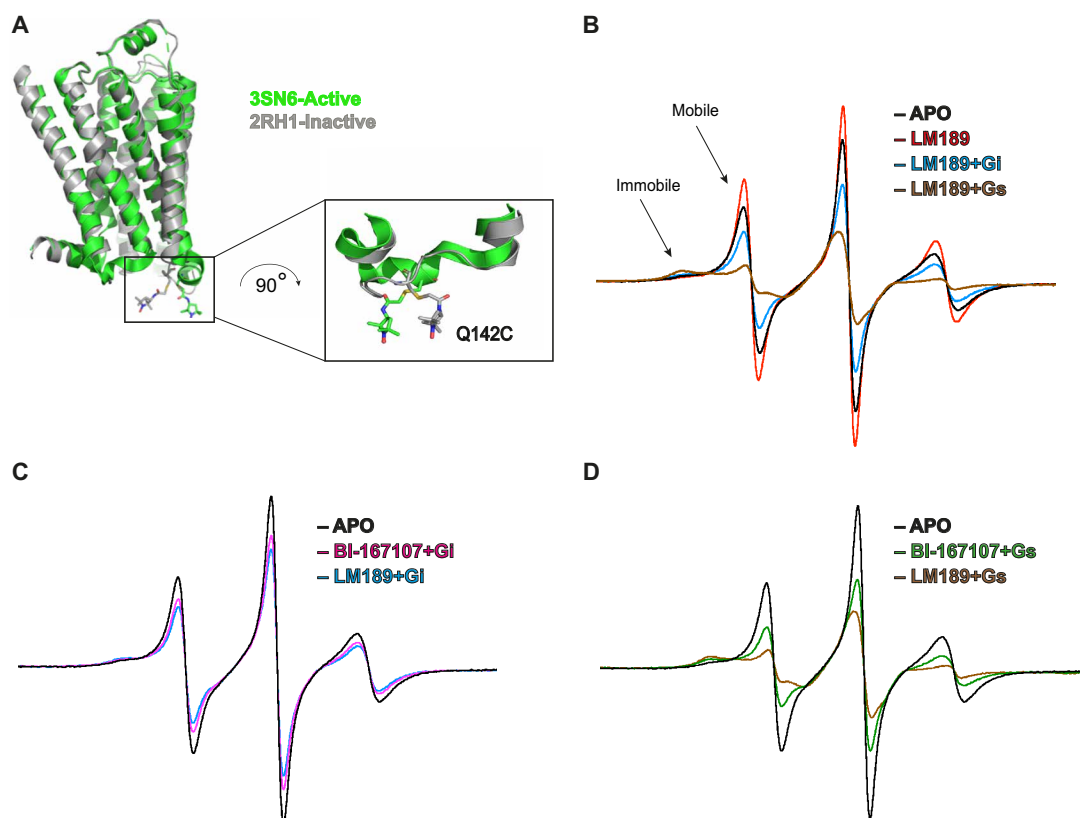 A
3SN6-Active
2RH1-Inactive
90°
Q142C
B
Mobile
Immobile
– APO
– LM189
– LM189+Gi
– LM189+Gs
C
– APO
– BI-167107+Gi
– LM189+Gi
D
– APO
– BI-167107+Gs
– LM189+Gs